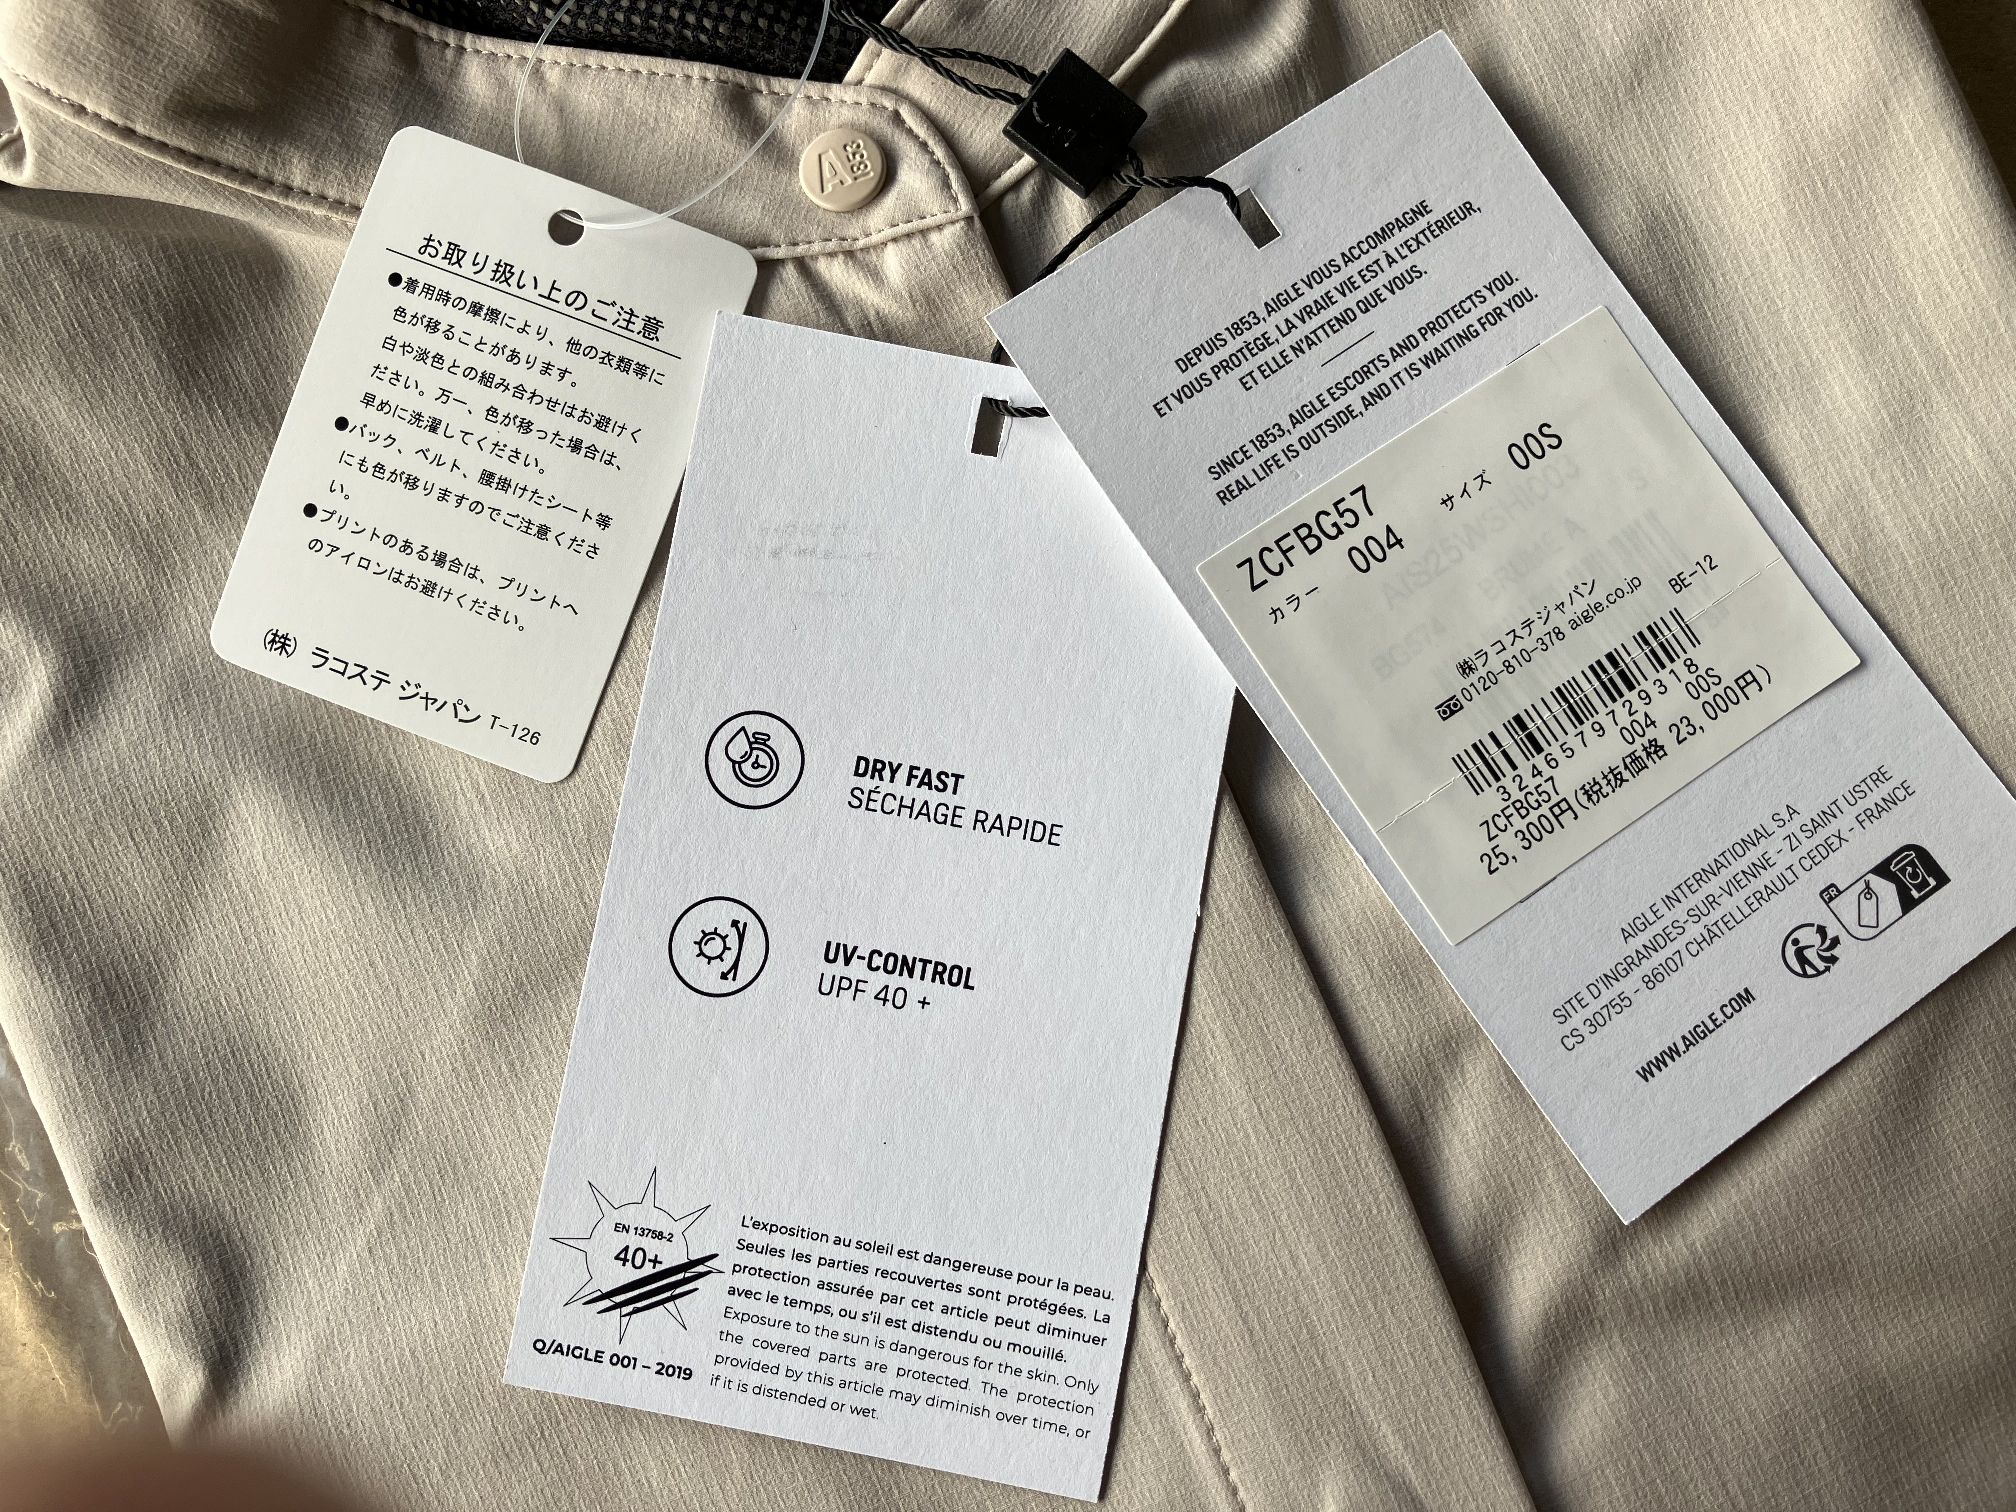 A
1853
お取り扱い上のご注意
●着用時の摩擦により、他の衣類等に
色が移ることがあります。
白や淡色との組み合わせはお避けく
ださい。万一、色が移った場合は、
早めに洗濯してください。
●バック、ベルト、腰掛けたシート等
にも色が移りますのでご注意くださ
い。
●プリントのある場合は、プリントへ
のアイロンはお避けください。
(株) ラコステ ジャパン T-126
DRY FAST
SÉCHAGE RAPIDE
UV-CONTROL
UPF 40 +
EN 13758-2
40+
Q/AIGLE 001 – 2019
L'exposition au soleil est dangereuse pour la peau.
Seules les parties recouvertes sont protégées. La
protection assurée par cet article peut diminuer
avec le temps, ou s'il est distendu ou mouillé.
Exposure to the sun is dangerous for the skin. Only
the covered parts are protected. The protection
provided by this article may diminish over time, or
if it is distended or wet.
DEPUIS 1853, AIGLE VOUS ACCOMPAGNE
ET VOUS PROTÈGE, LA VRAIE VIE EST À L'EXTÉRIEUR,
ET ELLE N'ATTEND QUE VOUS.
SINCE 1853, AIGLE ESCORTS AND PROTECTS YOU.
REAL LIFE IS OUTSIDE, AND IT IS WAITING FOR YOU.
ZCFBG57
カラー 004 サイズ 00S
㈱ラコステジャパン
0120-810-378 aigle.co.jp BE-12
3246579729318
ZCFBG57 004 00S
25,300円(税抜価格 23,000円)
AIGLE INTERNATIONAL S.A
SITE D'INGRANDES-SUR-VIENNE - ZI SAINT USTRE
CS 30755 - 86107 CHÂTELLERAULT CEDEX - FRANCE
WWW.AIGLE.COM
FR